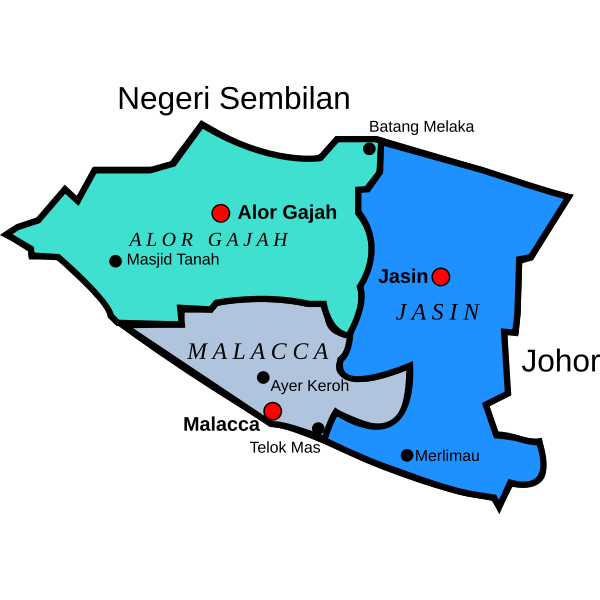 Negeri Sembilan
Batang Melaka
Alor Gajah
ALOR GAJAH
Masjid Tanah
Jasin
JASIN
MALACCA
Johor
Ayer Keroh
Malacca
Telok Mas
Merlimau